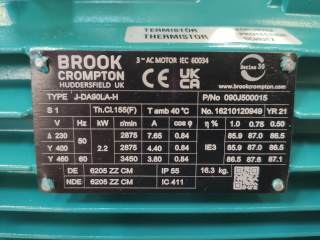 THERMISTOR
THERMISTOR
BROOK
CROMPTON
HUDDERSFIELD UK
3 ~ AC MOTOR IEC 60034
CE UK CA
Series 30
www.brookcrompton.com
TYPE J-DA90LA-H
P/No 090J500015
S 1 Th.Cl.155(F) T amb 40 °C No. 16210120949 YR 21
V Hz kW r/min A cos φ η % 1.0 0.75 0.50
Δ 230 50 2.2 2875 7.65 0.84 IE3 85.9 87.0 86.5
Y 400 2875 4.40 0.84 85.9 87.0 86.5
Y 460 60 3450 3.80 0.84 86.5 87.6 87.1
DE 6205 ZZ CM IP 55 16.3 kg.
NDE 6205 ZZ CM IC 411